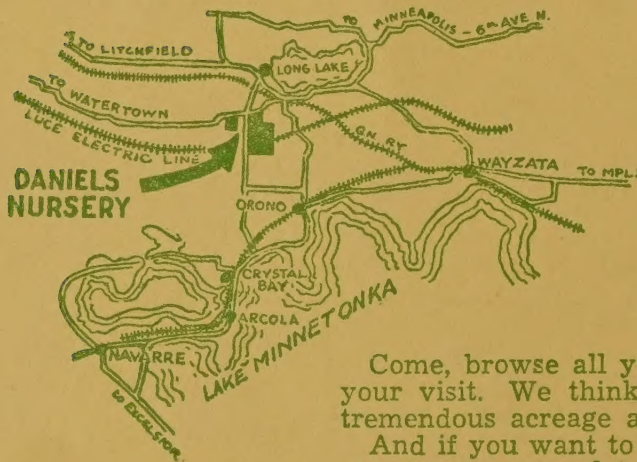 TO LITCHFIELD
TO MINNEAPOLIS - 6TH AVE N.
LONG LAKE
TO WATERTOWN
LUCE ELECTRIC LINE
GN. RY.
WAYZATA
TO MPL.
DANIELS
NURSERY
ORONO
CRYSTAL
BAY
ARCOLA
LAKE MINNETONKA
NAVARRE
TO EXCELSIOR
Come, browse all y
your visit. We think
tremendous acreage a
And if you want to